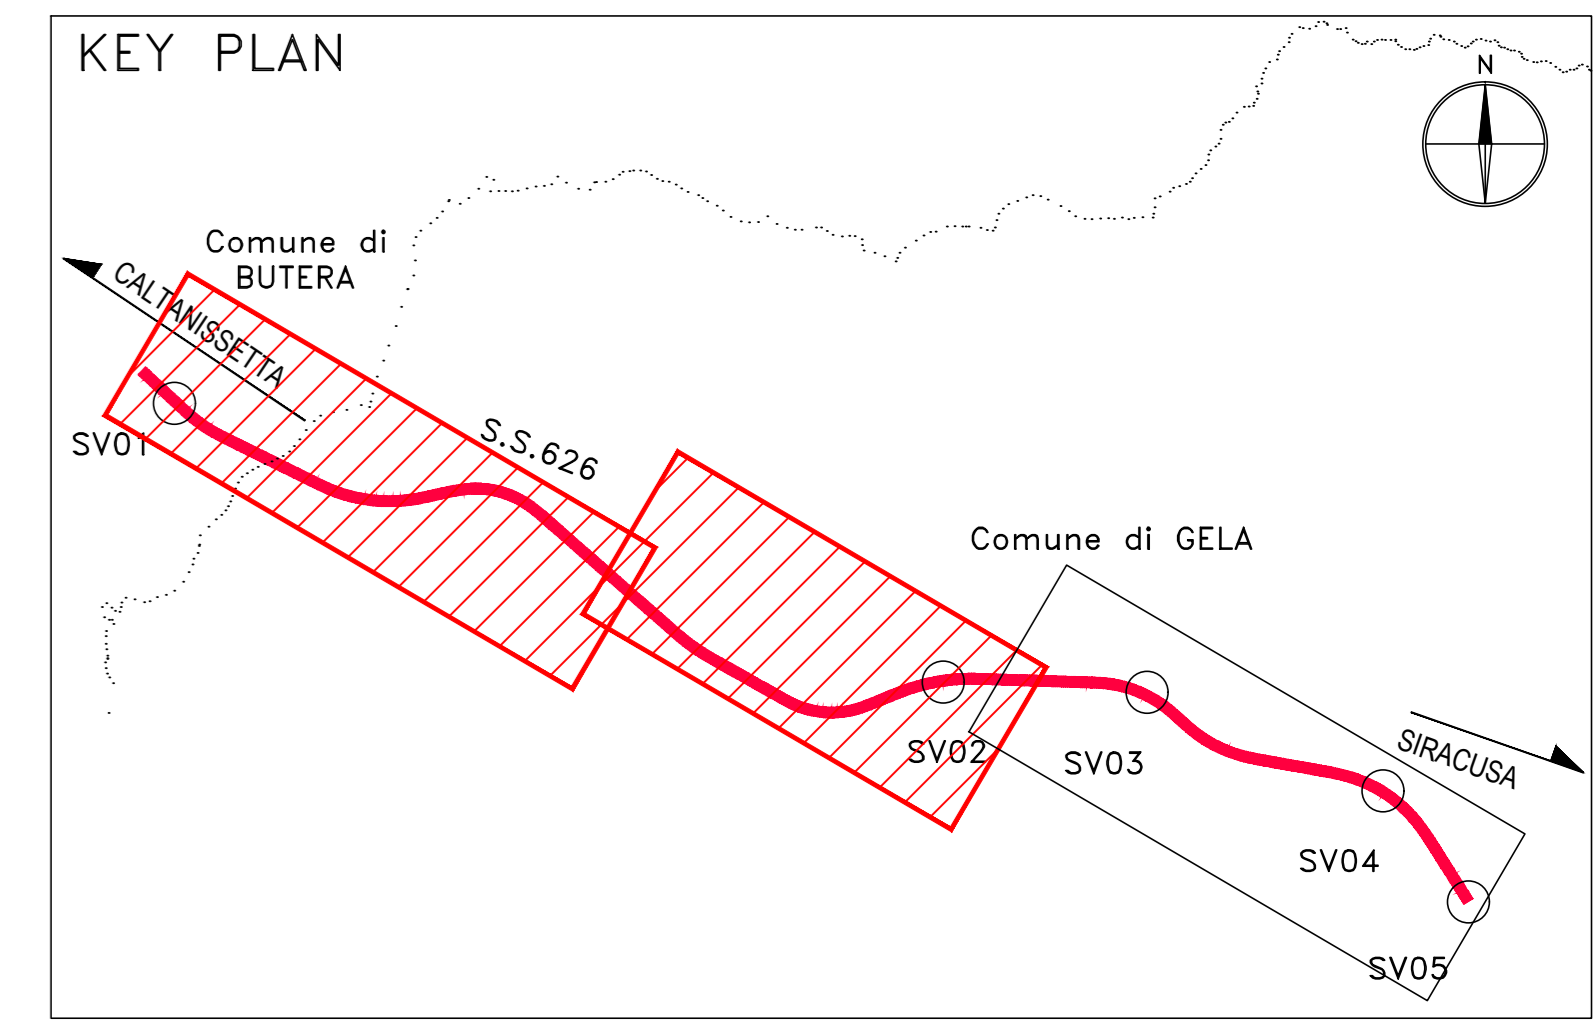 KEY PLAN
N
Comune di
BUTERA
CALTANISSETTA
SV01
S.S.626
Comune di GELA
SV02
SV03
SIRACUSA
SV04
SV05